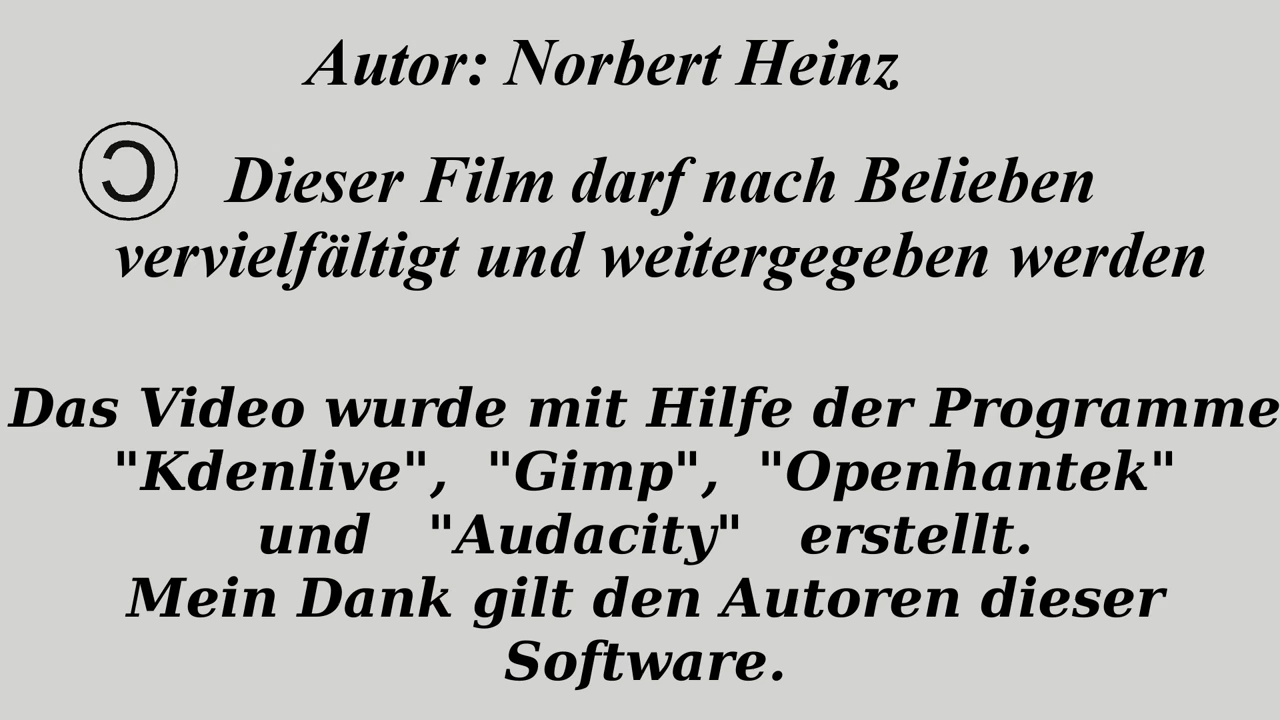 Autor: Norbert Heinz
🄯 Dieser Film darf nach Belieben
vervielfältigt und weitergegeben werden
Das Video wurde mit Hilfe der Programme
"Kdenlive", "Gimp", "Openhantek"
und "Audacity" erstellt.
Mein Dank gilt den Autoren dieser
Software.